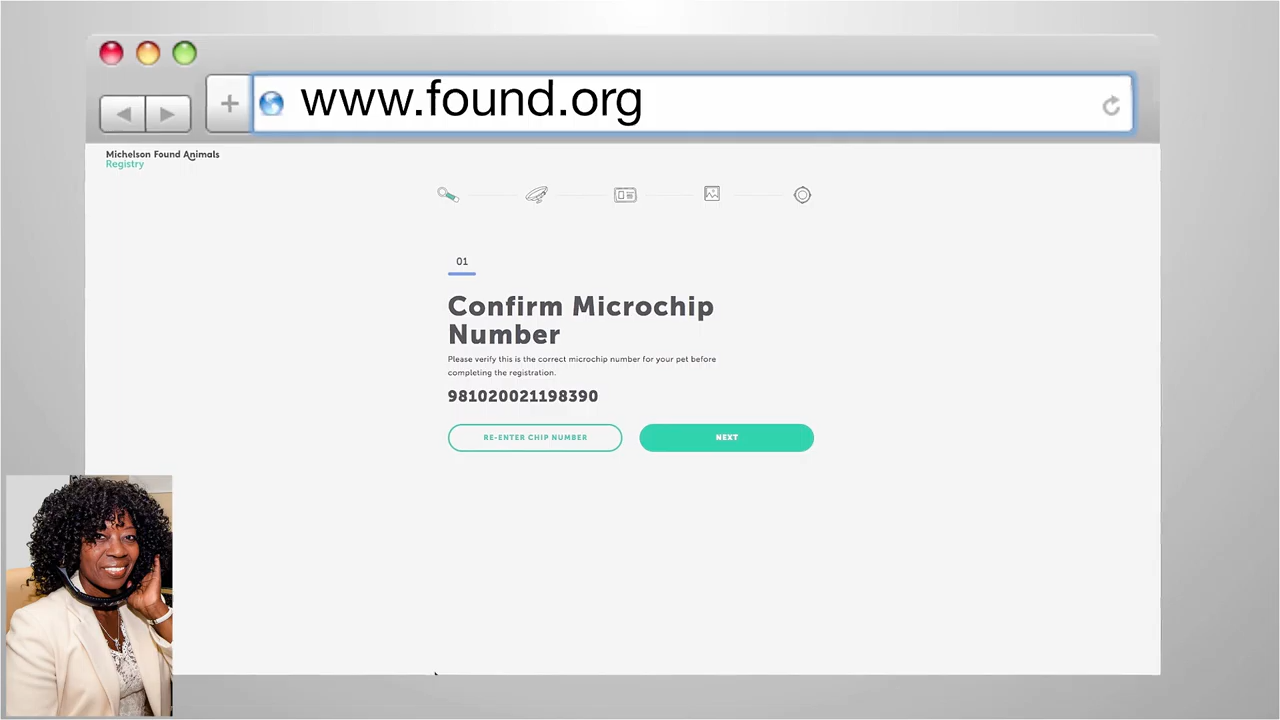 www.found.org
Michelson Found Animals
Registry
01
Confirm Microchip
Number
Please verify this is the correct microchip number for your pet before
completing the registration.
981020021198390
RE-ENTER CHIP NUMBER
NEXT